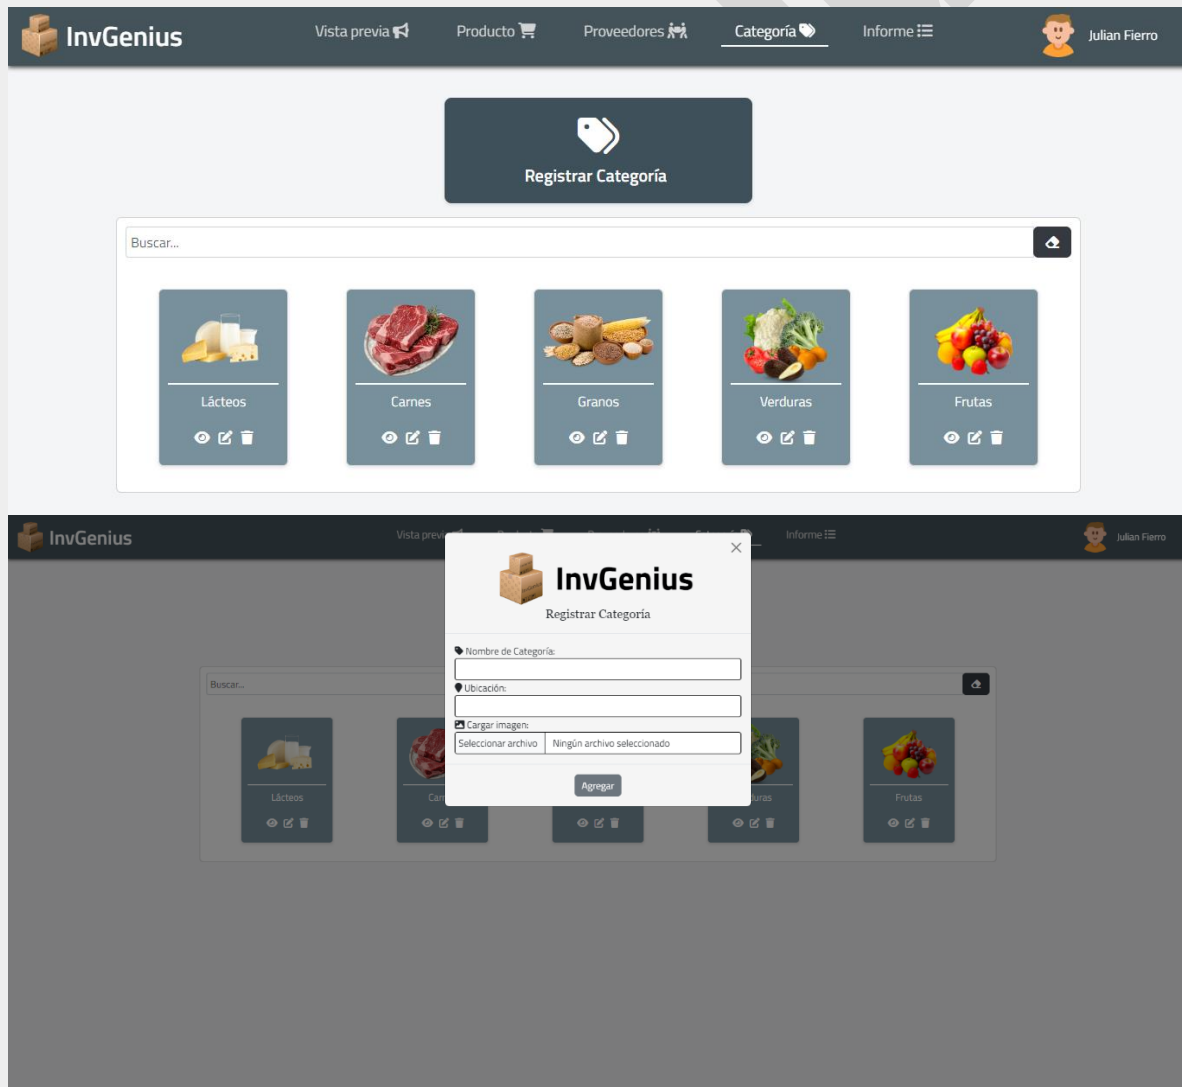 InvGenius
Vista previa Producto Proveedores Categoría Informe
Julian Fierro
Registrar Categoría
Buscar...
Lácteos Carnes Granos Verduras Frutas
InvGenius
Informe
Julian Fierro
InvGenius
Registrar Categoría
Nombre de Categoría:
Ubicación:
Cargar imagen:
Seleccionar archivo Ningún archivo seleccionado
Agregar
Buscar...
Lácteos
Frutas